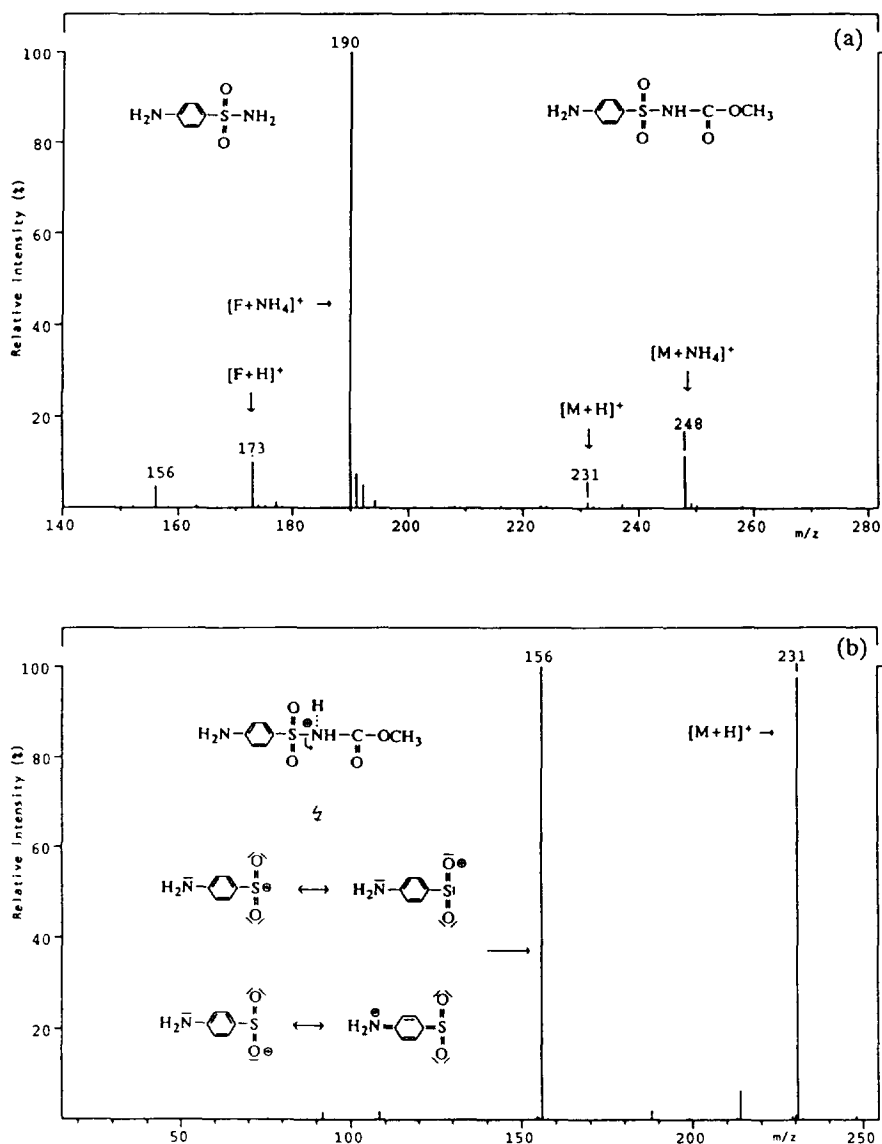 (a)
190
100
80
60
40
20
Relative Intensity (%)
O
H₂N S NH₂
O
O
H₂N S NH C OCH₃
O O
[F+NH₄]⁺ →
[F+H]⁺
↓
[M+NH₄]⁺
↓
[M+H]⁺
↓
156
173
231
248
140 160 180 200 220 240 260 280
m/z
(b)
156
231
100
80
60
40
20
Relative Intensity (%)
[M+H]⁺ →
O H
⊕
H₂N S NH C OCH₃
O O
O O ⊕
H₂N S ⊕ ↔ H₂N S
O O
O ⊕ O
H₂N S ↔ H₂N S
O ⊖ O
50 100 150 200 250
m/z